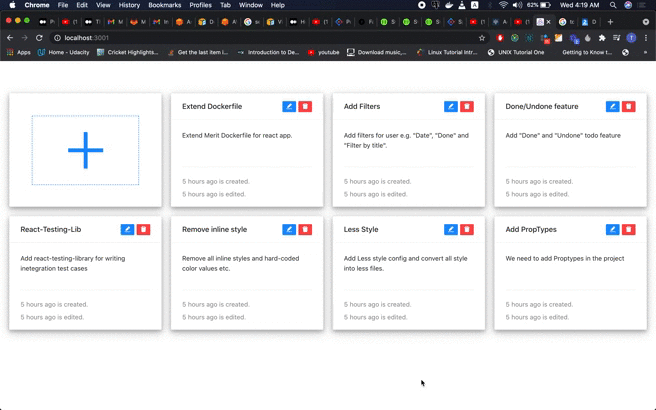 Chrome File Edit View History Bookmarks Profiles Tab Window Help
62% Wed 4:19 AM
localhost:3001
Apps Home - Udacity Cricket Highlights... Get the last item i... Introduction to De... youtube Download music,... Linux Tutorial Intr... UNIX Tutorial One Getting to Know t...
Extend Dockerfile
Extend Merit Dockerfile for react app.
5 hours ago is created.
5 hours ago is edited.
Add Filters
Add filters for user e.g. "Date", "Done" and
"Filter by title".
5 hours ago is created.
5 hours ago is edited.
Done/Undone feature
Add "Done" and "Undone" todo feature
5 hours ago is created.
5 hours ago is edited.
React-Testing-Lib
Add react-testing-library for writing
inetegration test cases
5 hours ago is created.
5 hours ago is edited.
Remove inline style
Remove all inline styles and hard-coded
color values etc.
5 hours ago is created.
5 hours ago is edited.
Less Style
Add Less style config and convert all style
into less files.
5 hours ago is created.
5 hours ago is edited.
Add PropTypes
We need to add Proptypes in the project
5 hours ago is created.
5 hours ago is edited.